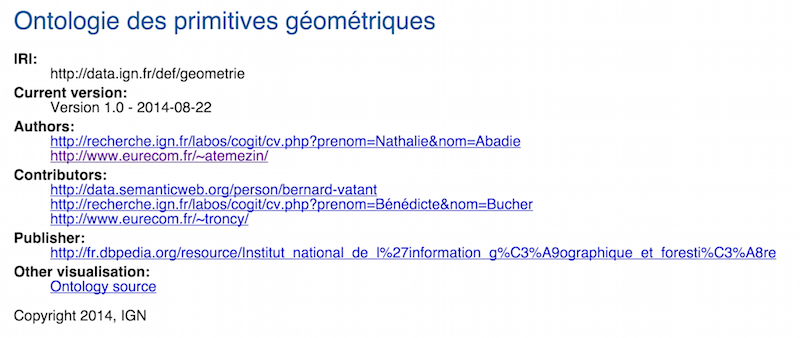 Ontologie des primitives géométriques
IRI:
http://data.ign.fr/def/geometrie
Current version:
Version 1.0 - 2014-08-22
Authors:
http://recherche.ign.fr/labos/cogit/cv.php?prenom=Nathalie&nom=Abadie
http://www.eurecom.fr/~atemezin/
Contributors:
http://data.semanticweb.org/person/bernard-vatant
http://recherche.ign.fr/labos/cogit/cv.php?prenom=Bénédicte&nom=Bucher
http://www.eurecom.fr/~troncy/
Publisher:
http://fr.dbpedia.org/resource/Institut_national_de_l%27information_g%C3%A9ographique_et_foresti%C3%A8re
Other visualisation:
Ontology source
Copyright 2014, IGN